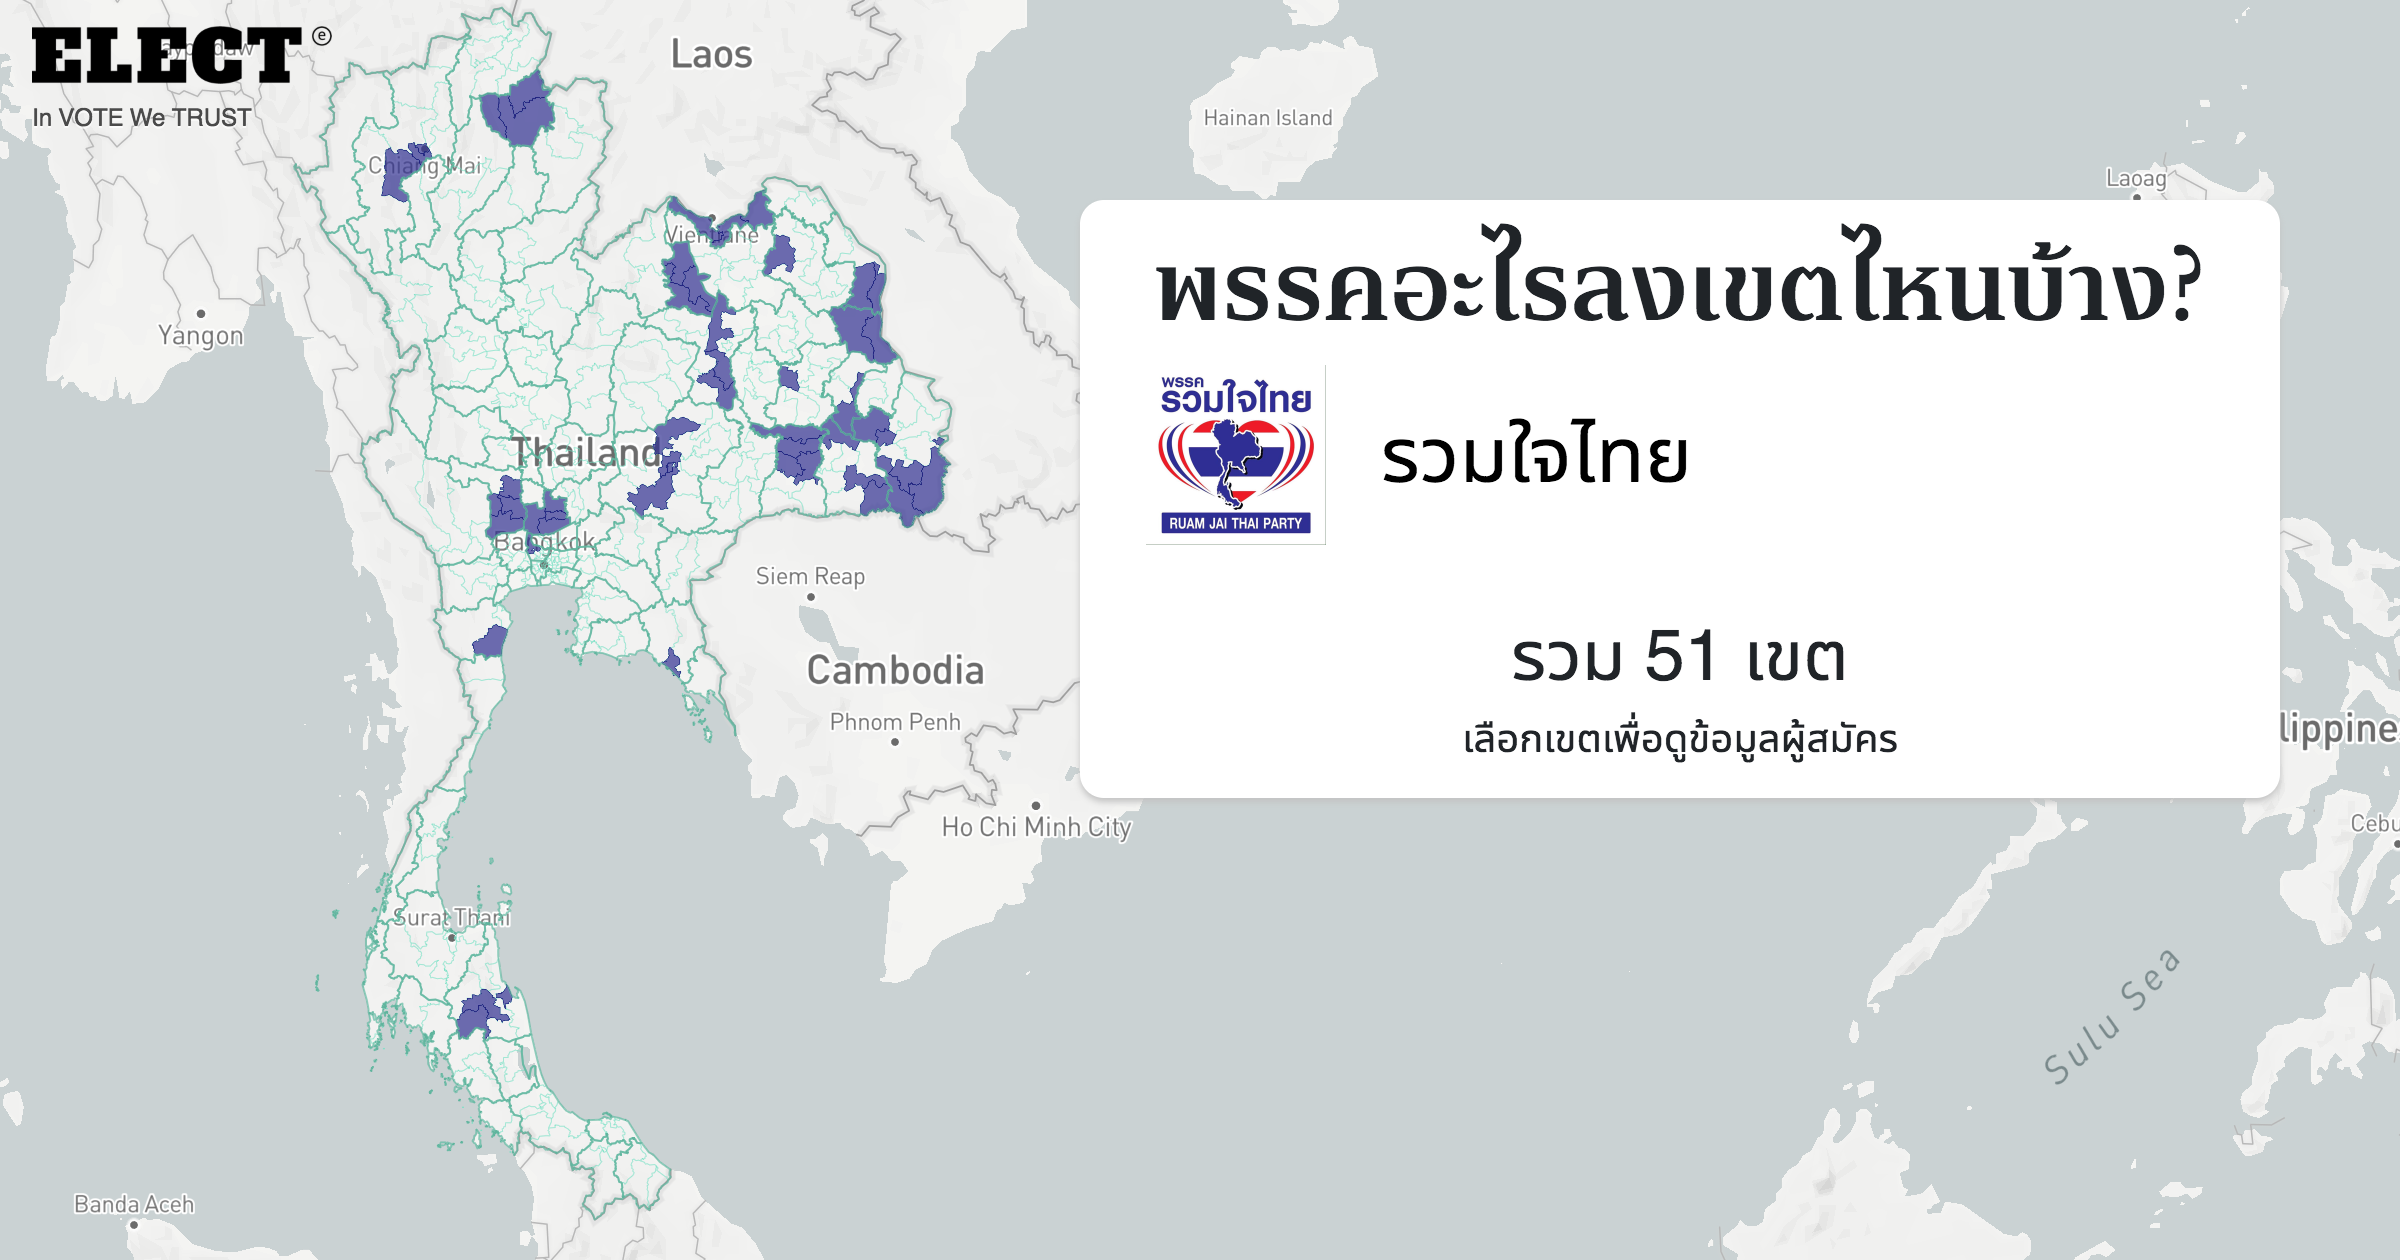 ELECT
In VOTE We TRUST
Laos
Hainan Island
Laoag
Chiang Mai
Vientiane
Yangon
Thailand
Bangkok
Siem Reap
Cambodia
Phnom Penh
Ho Chi Minh City
Surat Thani
Banda Aceh
พรรคอะไรลงเขตไหนบ้าง?
พรรค
รวมใจไทย
RUAM JAI THAI PARTY
รวมใจไทย
รวม 51 เขต
เลือกเขตเพื่อดูข้อมูลผู้สมัคร
Sulu Sea